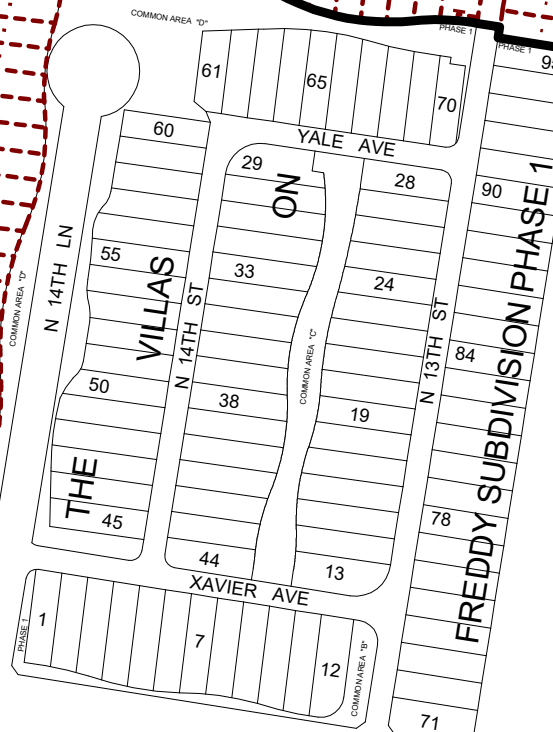 COMMON AREA "D"
PHASE 1
PHASE 1
61
65
70
60
YALE AVE
29
28
ON
90
N 14TH LN
55
33
24
VILLAS
N 14TH ST
N 13TH ST
COMMON AREA "D"
COMMON AREA "C"
84
50
38
19
FREDDY SUBDIVISION PHASE 1
THE
45
78
44
13
XAVIER AVE
PHASE 1
1
7
12
COMMON AREA "B"
71